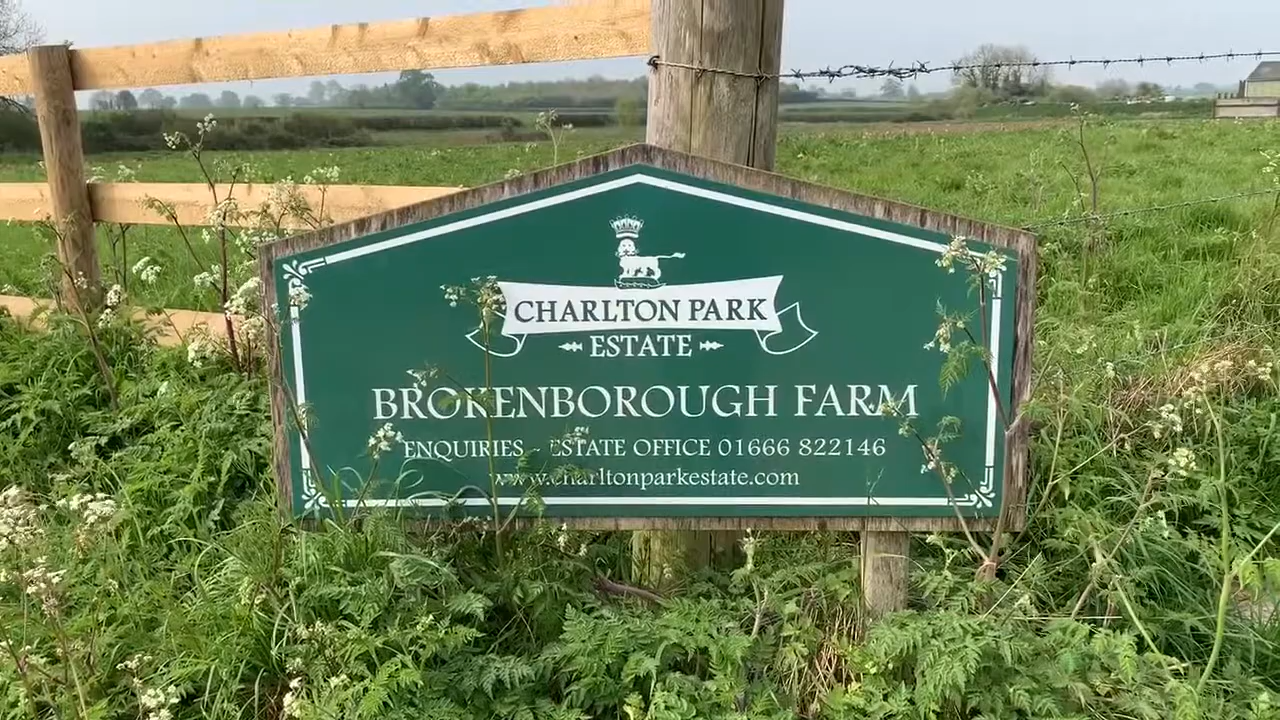 CHARLTON PARK
ESTATE
BROKENBOROUGH FARM
ENQUIRIES - ESTATE OFFICE 01666 822146
www.charltonparkestate.com